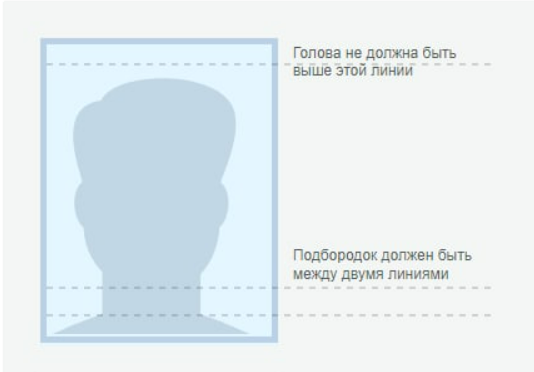 Голова не должна быть
выше этой линии
Подбородок должен быть
между двумя линиями